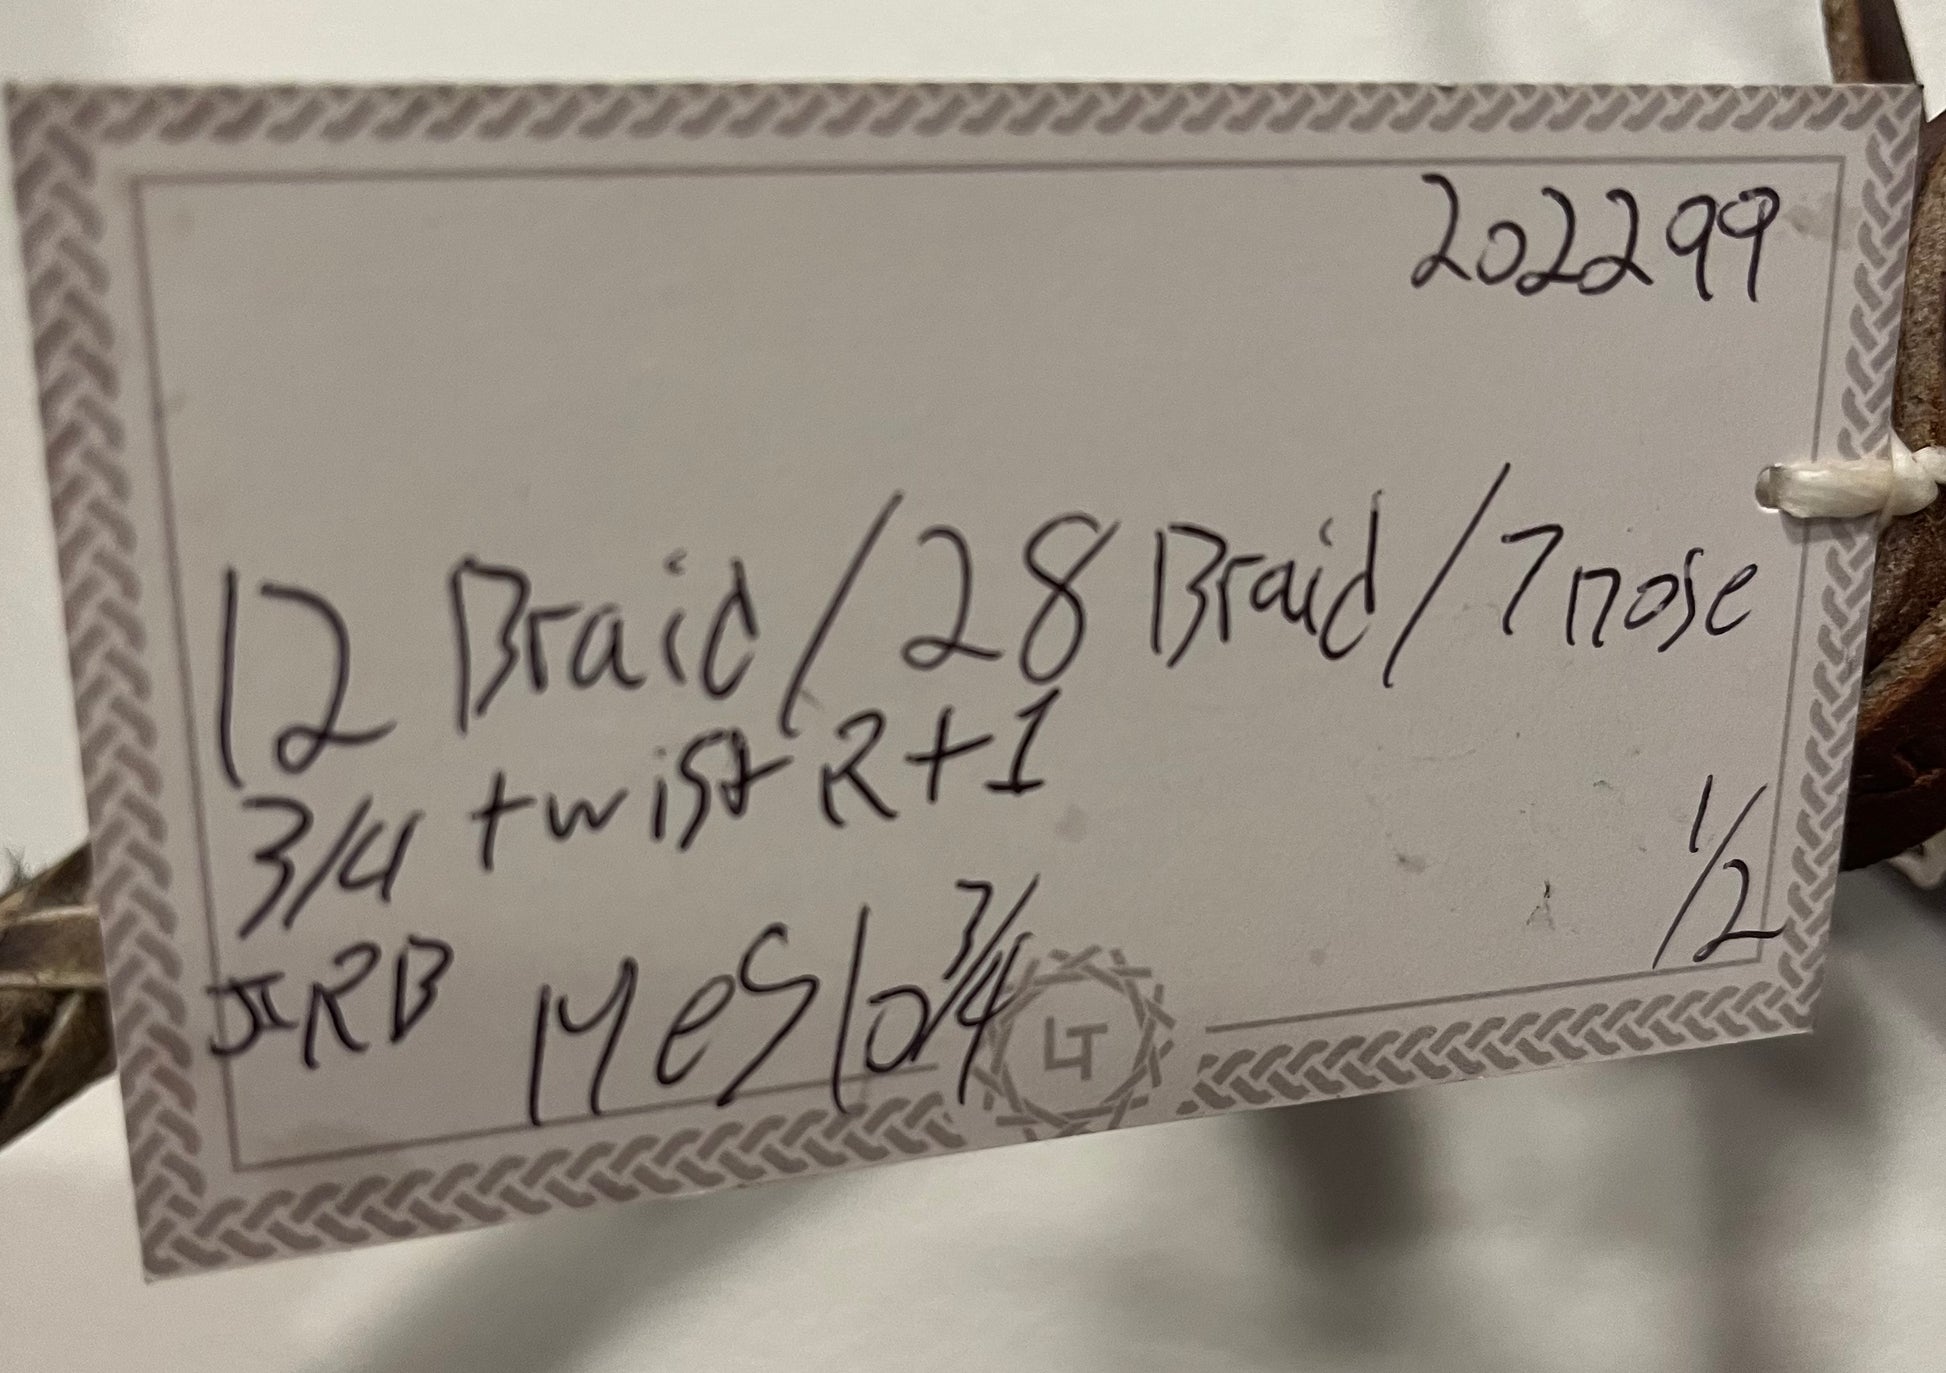 202299
12 Braid / 28 Braid / 7 nose
3/4 twist R+1
1/2
JRB MeS 10 3/4
LT